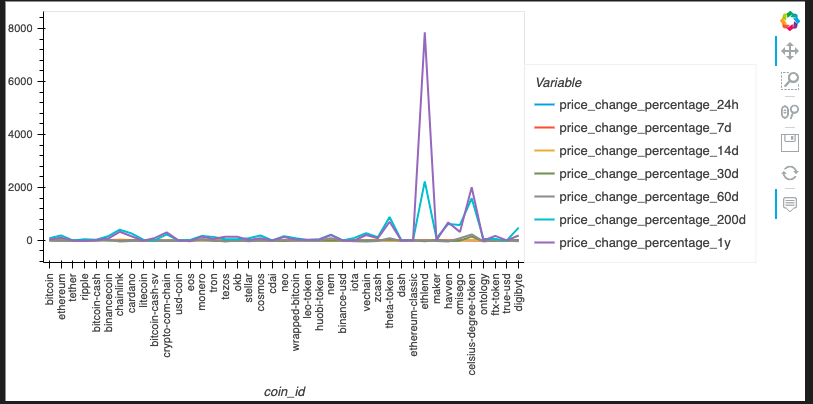 8000
6000
4000
2000
0
Variable
price_change_percentage_24h
price_change_percentage_7d
price_change_percentage_14d
price_change_percentage_30d
price_change_percentage_60d
price_change_percentage_200d
price_change_percentage_1y
bitcoin
ethereum
tether
ripple
bitcoin-cash
binancecoin
chainlink
cardano
litecoin
bitcoin-cash-sv
crypto-com-chain
usd-coin
eos
monero
tron
tezos
okb
stellar
cosmos
cdai
neo
wrapped-bitcoin
leo-token
huobi-token
nem
binance-usd
iota
vechain
zcash
theta-token
dash
ethereum-classic
ethlend
maker
havven
omisego
celsius-degree-token
ontology
ftx-token
true-usd
digibyte
coin_id